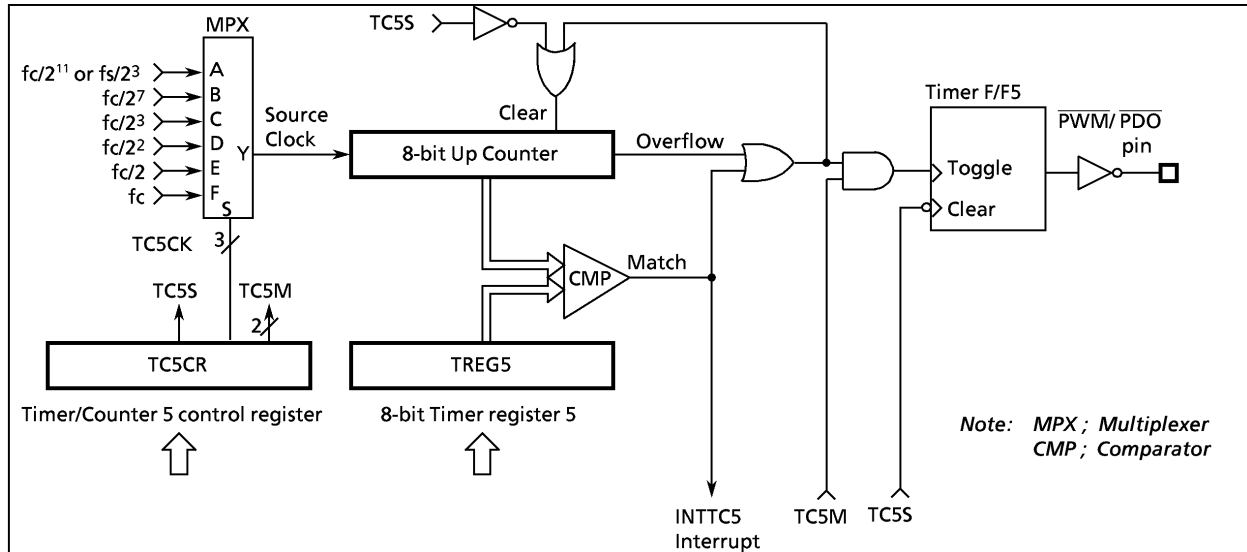 MPX
TC5S
fc/2¹¹ or fs/2³
A
fc/2⁷
B
fc/2³
C
fc/2²
D
fc/2
E
fc
F
Y
S
Source
Clock
Clear
8-bit Up Counter
Overflow
Timer F/F5
Toggle
Clear
PWM/ PDO
pin
TC5CK
3
TC5S
TC5M
2
CMP
Match
TC5CR
TREG5
Timer/Counter 5 control register
8-bit Timer register 5
Note: MPX ; Multiplexer
CMP ; Comparator
INTTC5
Interrupt
TC5M
TC5S